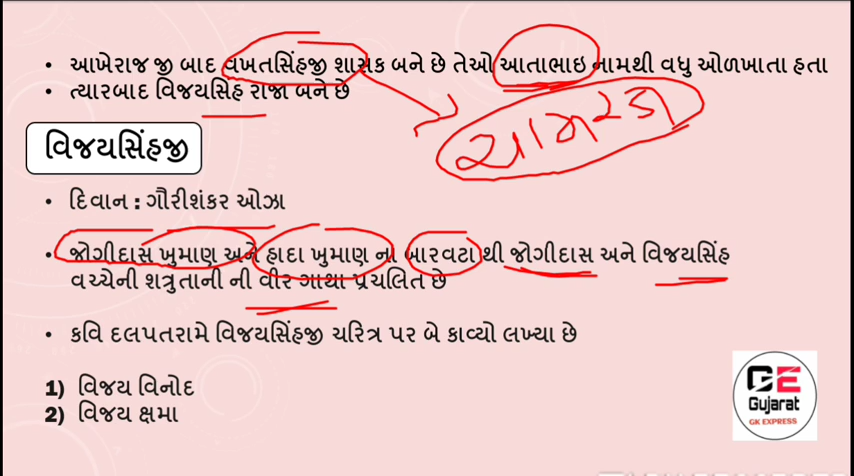 • આખેરાજ જી બાદ વખતસિંહજી શાસક બને છે તેઓ આતાભાઇ નામથી વધુ ઓળખાતા હતા
• ત્યારબાદ વિજયસિંહ રાજા બને છે
વિજયસિંહજી
• દિવાન : ગૌરીશંકર ઓઝા
• જોગીદાસ ખુમાણ અને હાદા ખુમાણ ના બારવટા થી જોગીદાસ અને વિજયસિંહ
વચ્ચેની શત્રુતાની ની વીર ગાથા પ્રચલિત છે
• કવિ દલપતરામે વિજયસિંહજી ચરિત્ર પર બે કાવ્યો લખ્યા છે
1) વિજય વિનોદ
2) વિજય ક્ષમા
GE
Gujarat
GK EXPRESS